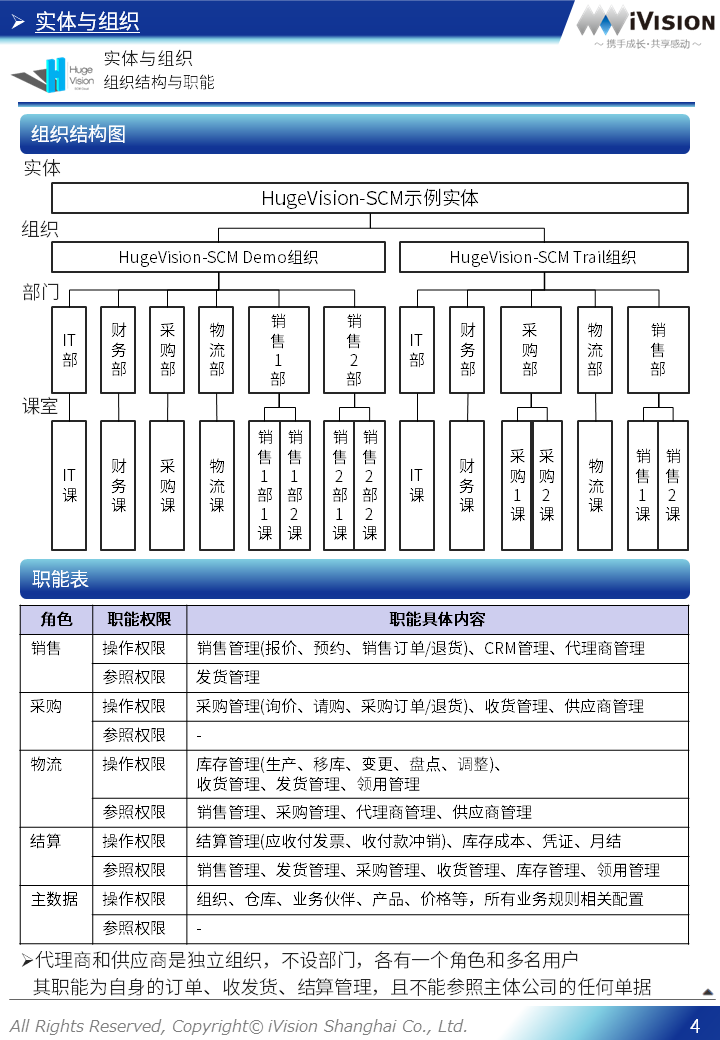 ➢ 实体与组织
iVision
～ 携手成长·共享感动～
Huge
Vision
实体与组织
组织结构与职能
组织结构图
实体
HugeVision-SCM示例实体
组织
HugeVision-SCM Demo组织
HugeVision-SCM Trail组织
部门
IT部
财务部
采购部
物流部
销售1部
销售2部
IT部
财务部
采购部
物流部
销售部
课室
IT课
财务课
采购课
物流课
销售1部1课
销售1部2课
销售2部1课
销售2部2课
IT课
财务课
采购1课
采购2课
物流课
销售1课
销售2课
职能表
角色 职能权限 职能具体内容
销售 操作权限 销售管理(报价、预约、销售订单/退货)、CRM管理、代理商管理
参照权限 发货管理
采购 操作权限 采购管理(询价、请购、采购订单/退货)、收货管理、供应商管理
参照权限 -
物流 操作权限 库存管理(生产、移库、变更、盘点、调整)、
收货管理、发货管理、领用管理
参照权限 销售管理、采购管理、代理商管理、供应商管理
结算 操作权限 结算管理(应收付发票、收付款冲销)、库存成本、凭证、月结
参照权限 销售管理、发货管理、采购管理、收货管理、库存管理、领用管理
主数据 操作权限 组织、仓库、业务伙伴、产品、价格等，所有业务规则相关配置
参照权限 -
➢代理商和供应商是独立组织，不设部门，各有一个角色和多名用户
其职能为自身的订单、收发货、结算管理，且不能参照主体公司的任何单据
All Rights Reserved, Copyright© iVision Shanghai Co., Ltd.
4